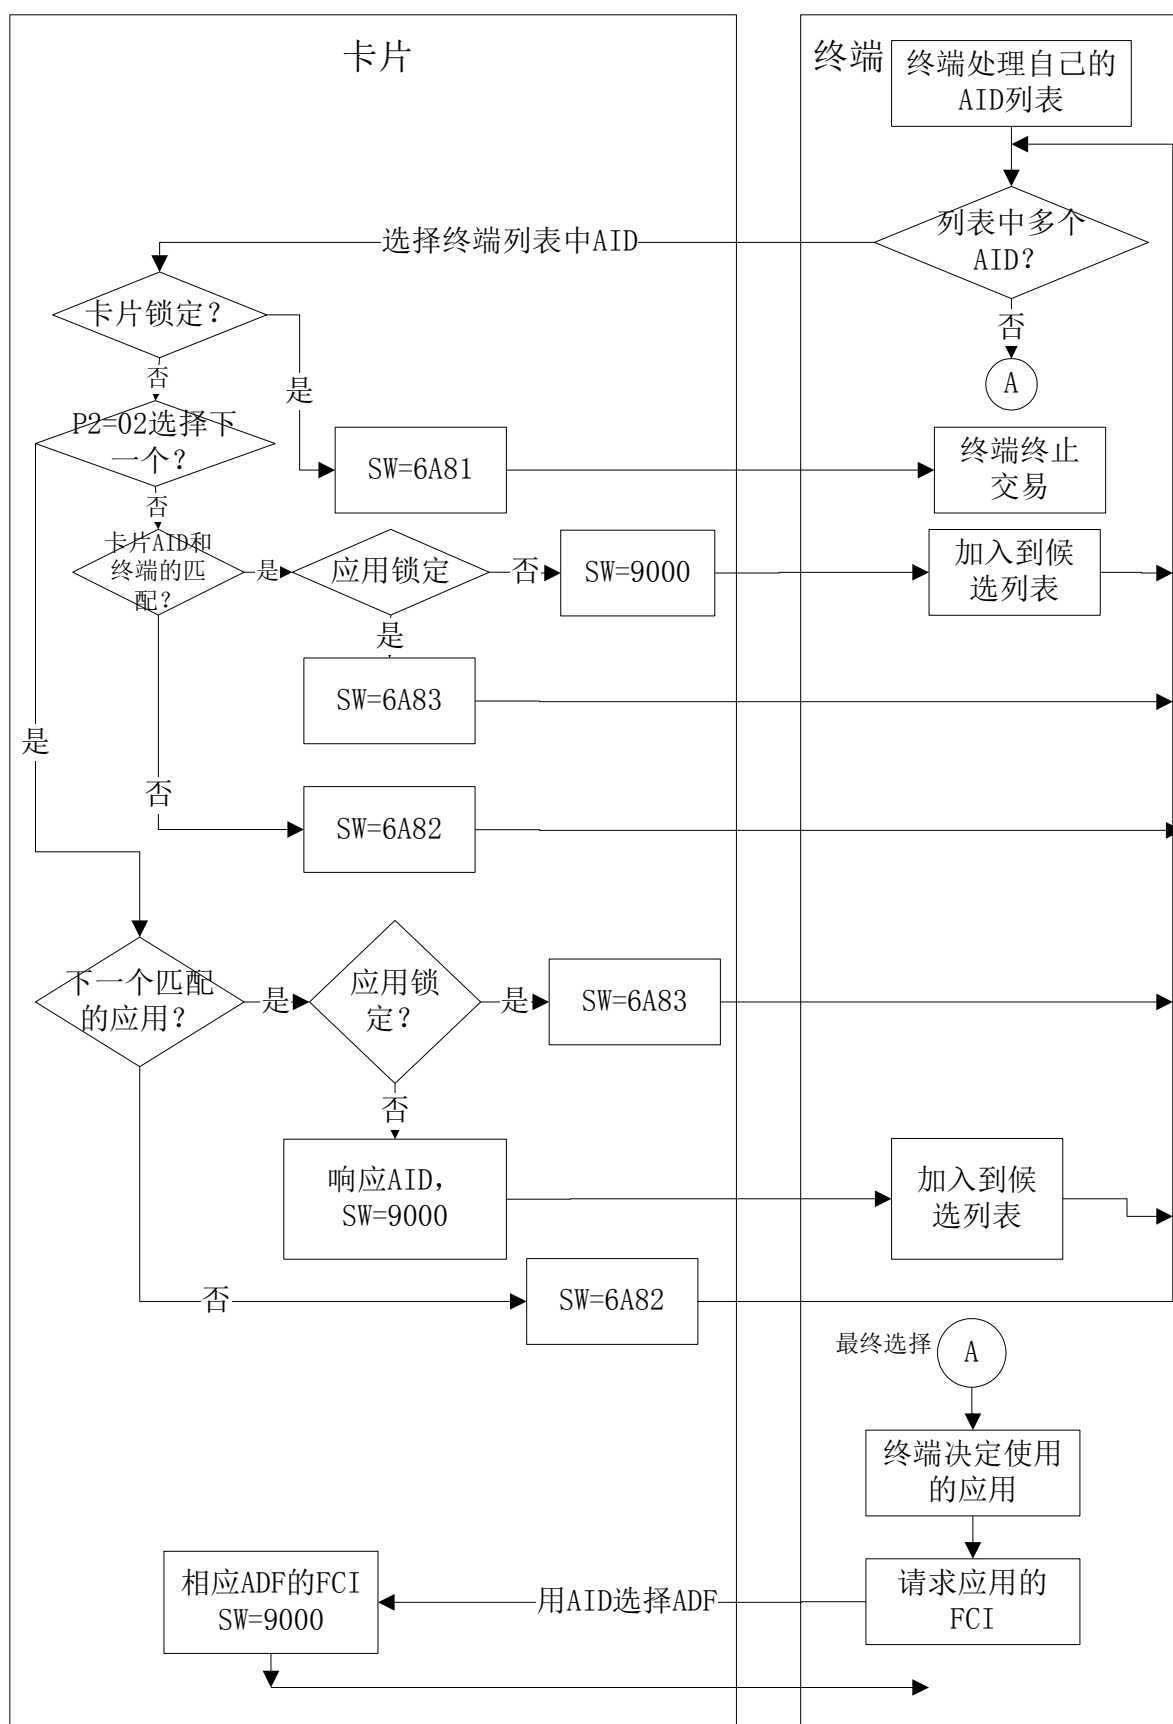 卡片
终端
终端处理自己的
AID列表
列表中多个
AID？
选择终端列表中AID
卡片锁定？
否
A
否
是
P2=02选择下
一个？
SW=6A81
终端终止
交易
否
卡片AID和
终端的匹
配？
是
应用锁定
否
SW=9000
加入到候
选列表
是
SW=6A83
是
否
SW=6A82
下一个匹配
的应用？
是
应用锁
定？
是
SW=6A83
否
响应AID，
SW=9000
加入到候
选列表
否
SW=6A82
最终选择
A
终端决定使用
的应用
相应ADF的FCI
SW=9000
用AID选择ADF
请求应用的
FCI